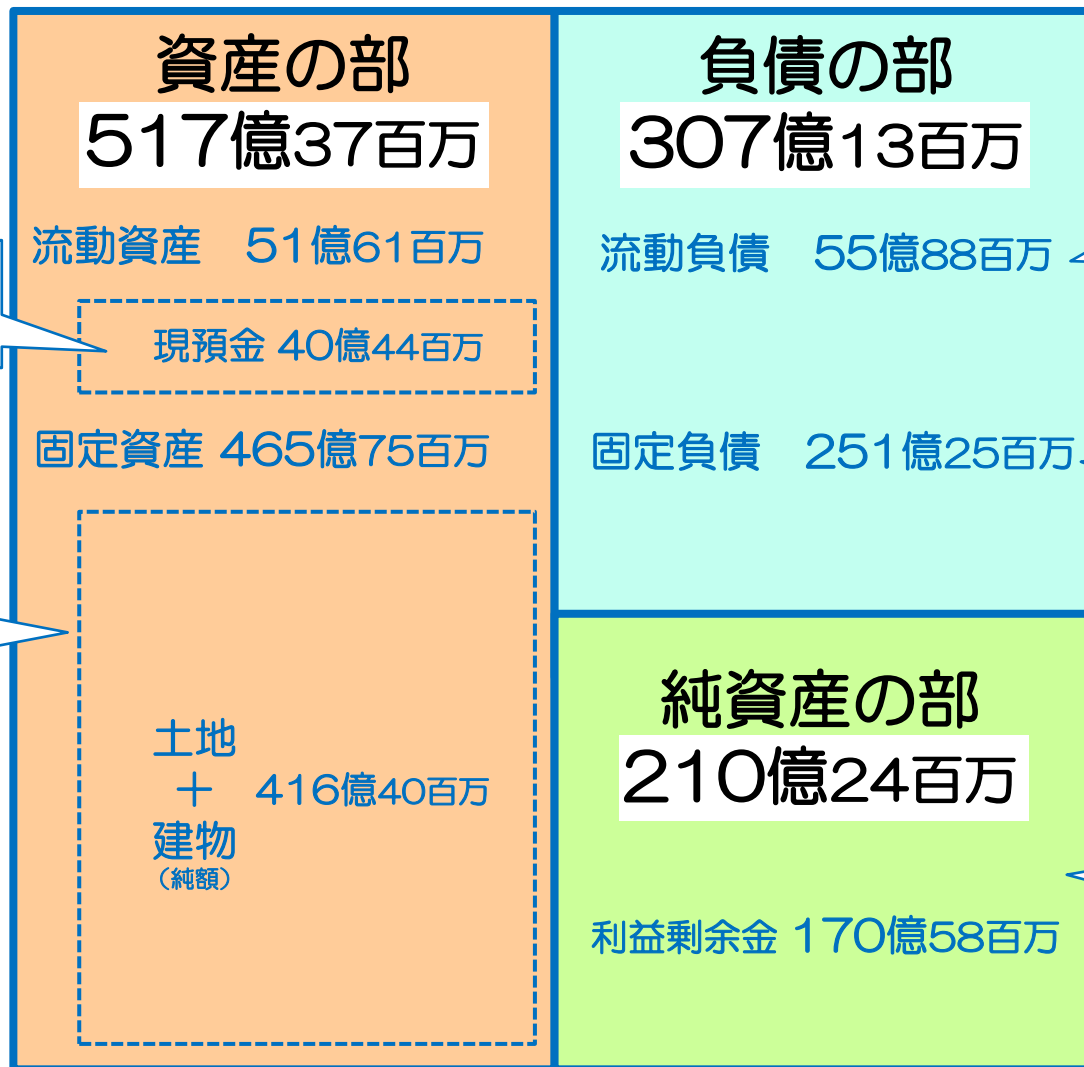 資産の部
517億37百万
流動資産　51億61百万
現預金 40億44百万
固定資産 465億75百万
土地
＋　416億40百万
建物
（純額）
負債の部
307億13百万
流動負債　55億88百万
固定負債　251億25百万
純資産の部
210億24百万
利益剰余金 170億58百万